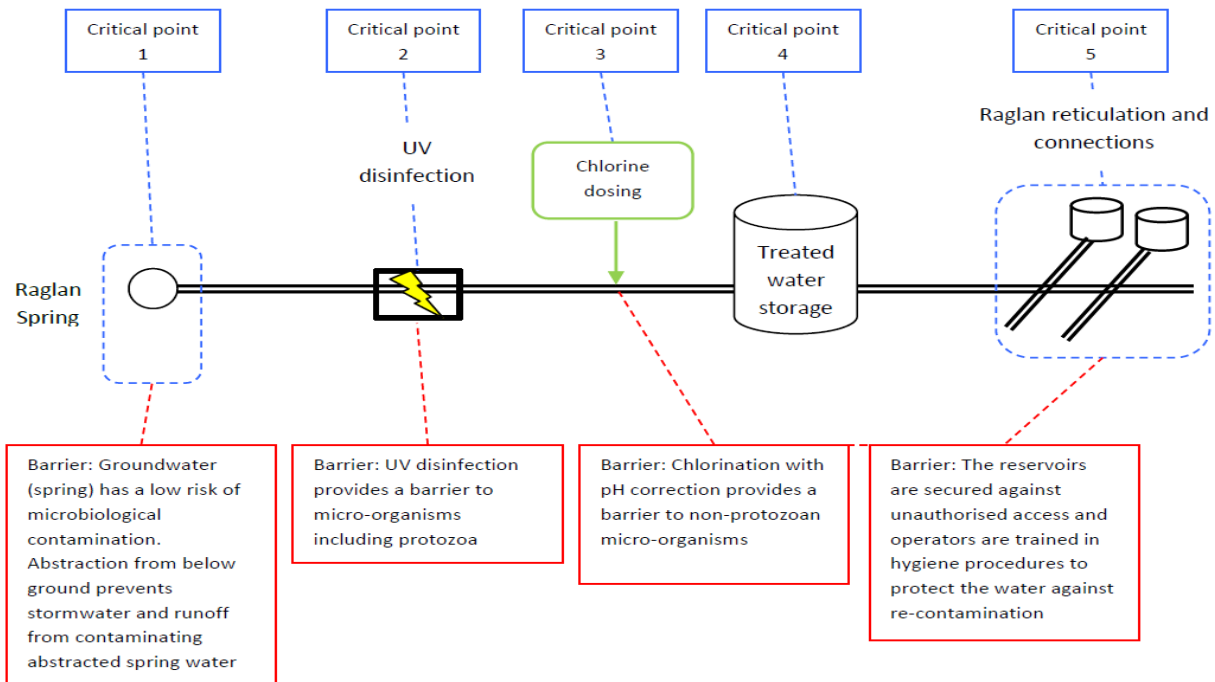 Critical point
1
Critical point
2
Critical point
3
Critical point
4
Critical point
5
Raglan reticulation and
connections
UV
disinfection
Chlorine
dosing
Raglan
Spring
Treated
water
storage
Barrier: Groundwater
(spring) has a low risk of
microbiological
contamination.
Abstraction from below
ground prevents
stormwater and runoff
from contaminating
abstracted spring water
Barrier: UV disinfection
provides a barrier to
micro-organisms
including protozoa
Barrier: Chlorination with
pH correction provides a
barrier to non-protozoan
micro-organisms
Barrier: The reservoirs
are secured against
unauthorised access and
operators are trained in
hygiene procedures to
protect the water against
re-contamination